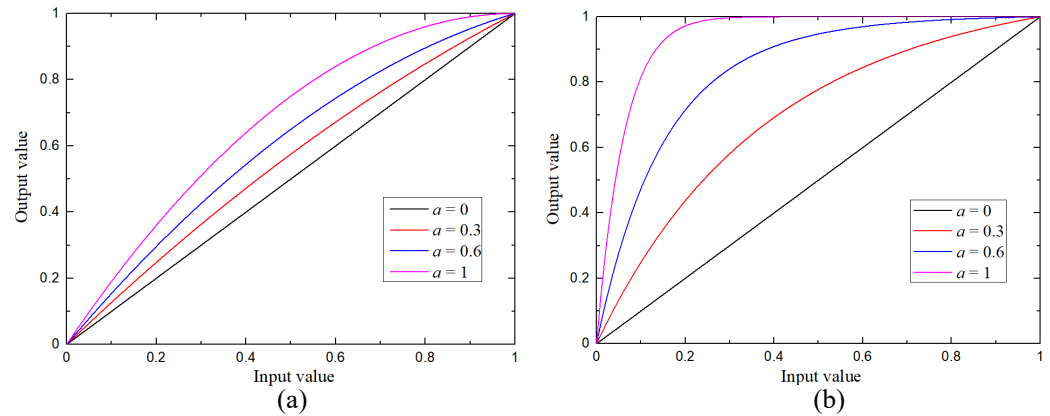 1
0.8
0.6
0.4
0.2
0
Output value
0 0.2 0.4 0.6 0.8 1
Input value
a = 0
a = 0.3
a = 0.6
a = 1
(a)
1
0.8
0.6
0.4
0.2
0
Output value
0 0.2 0.4 0.6 0.8 1
Input value
a = 0
a = 0.3
a = 0.6
a = 1
(b)